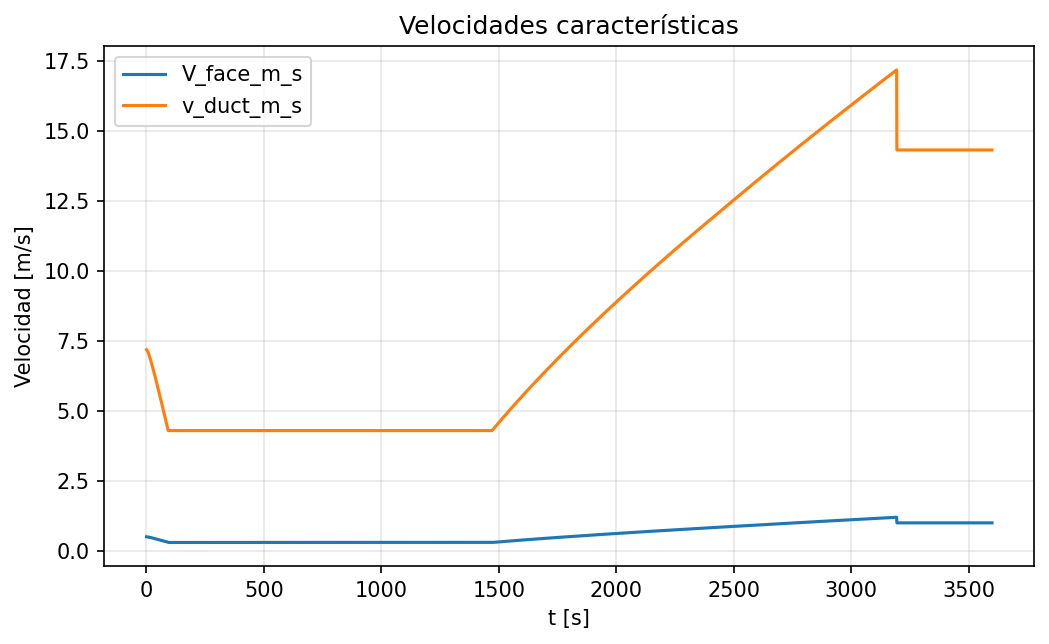 Velocidades características
V_face_m_s
v_duct_m_s
Velocidad [m/s]
17.5
15.0
12.5
10.0
7.5
5.0
2.5
0.0
0 500 1000 1500 2000 2500 3000 3500
t [s]